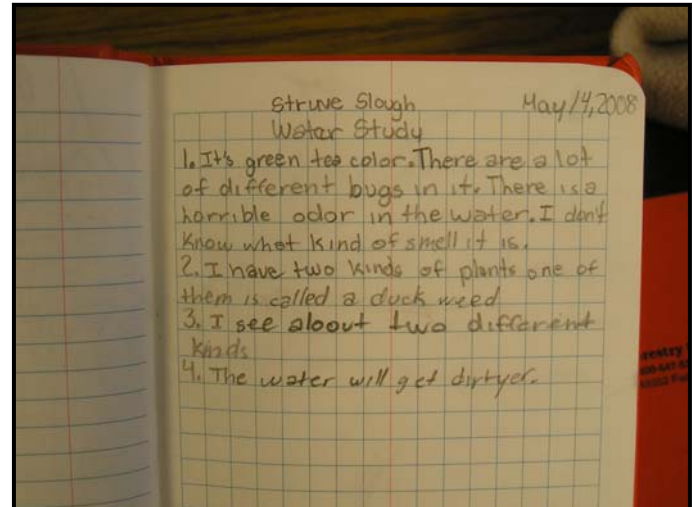 Struve Slough May 14, 2008
Water Study
1. It's green tea color. There are a lot
of different bugs in it. There is a
horrible odor in the water. I don't
know what kind of smell it is.
2. I have two kinds of plants one of
them is called a duck weed
3. I see aboout two different
kinds
4. The water will get dirtyer.